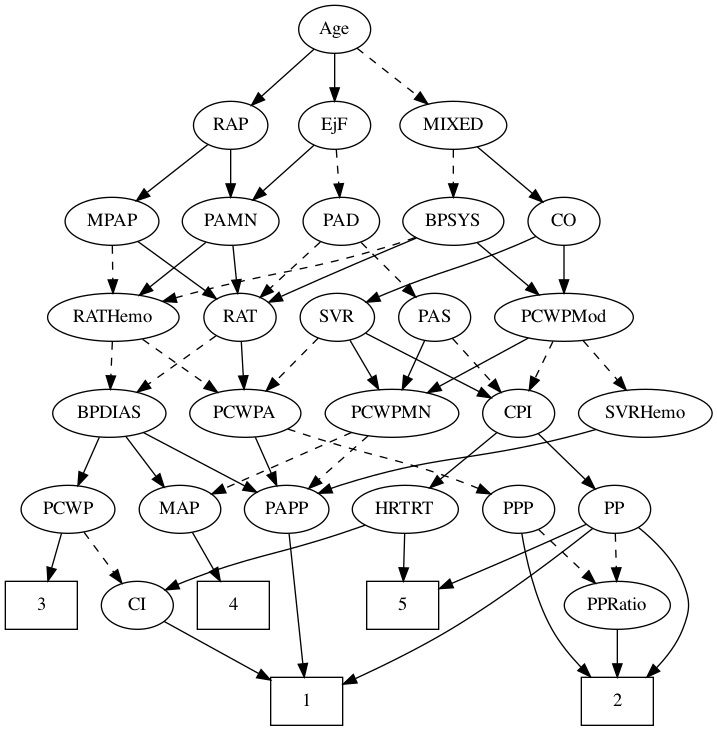 Age
RAP
EjF
MIXED
MPAP
PAMN
PAD
BPSYS
CO
RATHemo
RAT
SVR
PAS
PCWPMod
BPDIAS
PCWPA
PCWPMN
CPI
SVRHemo
PCWP
MAP
PAPP
HRTRT
PPP
PP
3
CI
4
5
PPRatio
1
2